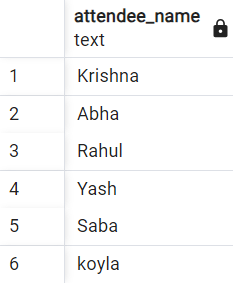 attendee_name
text
1 Krishna
2 Abha
3 Rahul
4 Yash
5 Saba
6 koyla